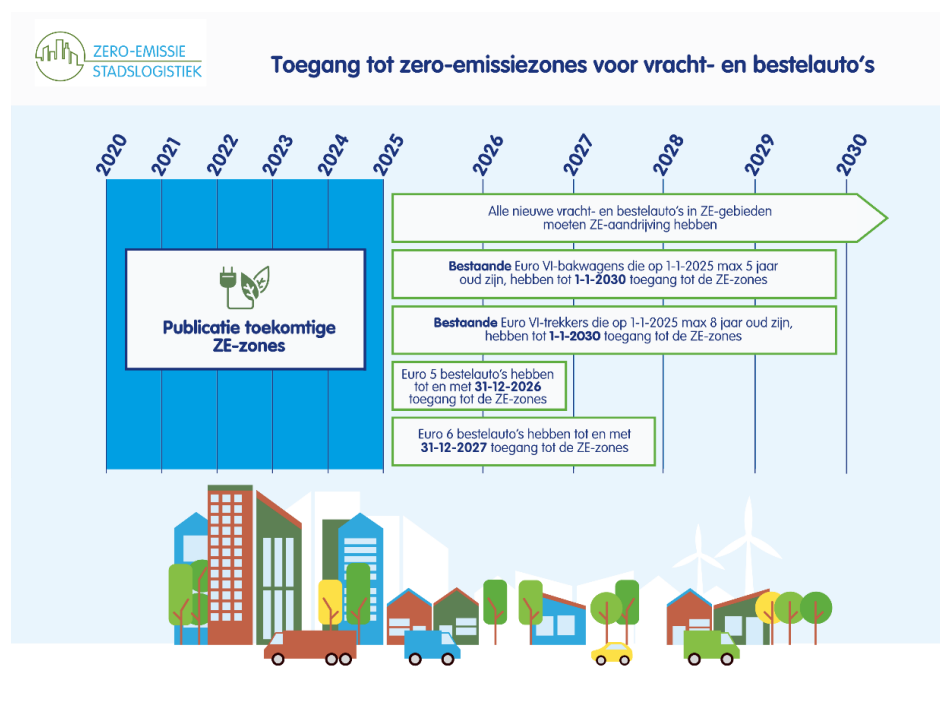 ZERO-EMISSIE
STADSLOGISTIEK
Toegang tot zero-emissiezones voor vracht- en bestelauto's
2020
2021
2022
2023
2024
2025
2026
2027
2028
2029
2030
Alle nieuwe vracht- en bestelauto's in ZE-gebieden
moeten ZE-aandrijving hebben
Bestaande Euro VI-bakwagens die op 1-1-2025 max 5 jaar
oud zijn, hebben tot 1-1-2030 toegang tot de ZE-zones
Publicatie toekomtige
ZE-zones
Bestaande Euro VI-trekkers die op 1-1-2025 max 8 jaar oud zijn,
hebben tot 1-1-2030 toegang tot de ZE-zones
Euro 5 bestelauto's hebben
tot en met 31-12-2026
toegang tot de ZE-zones
Euro 6 bestelauto's hebben tot en met
31-12-2027 toegang tot de ZE-zones